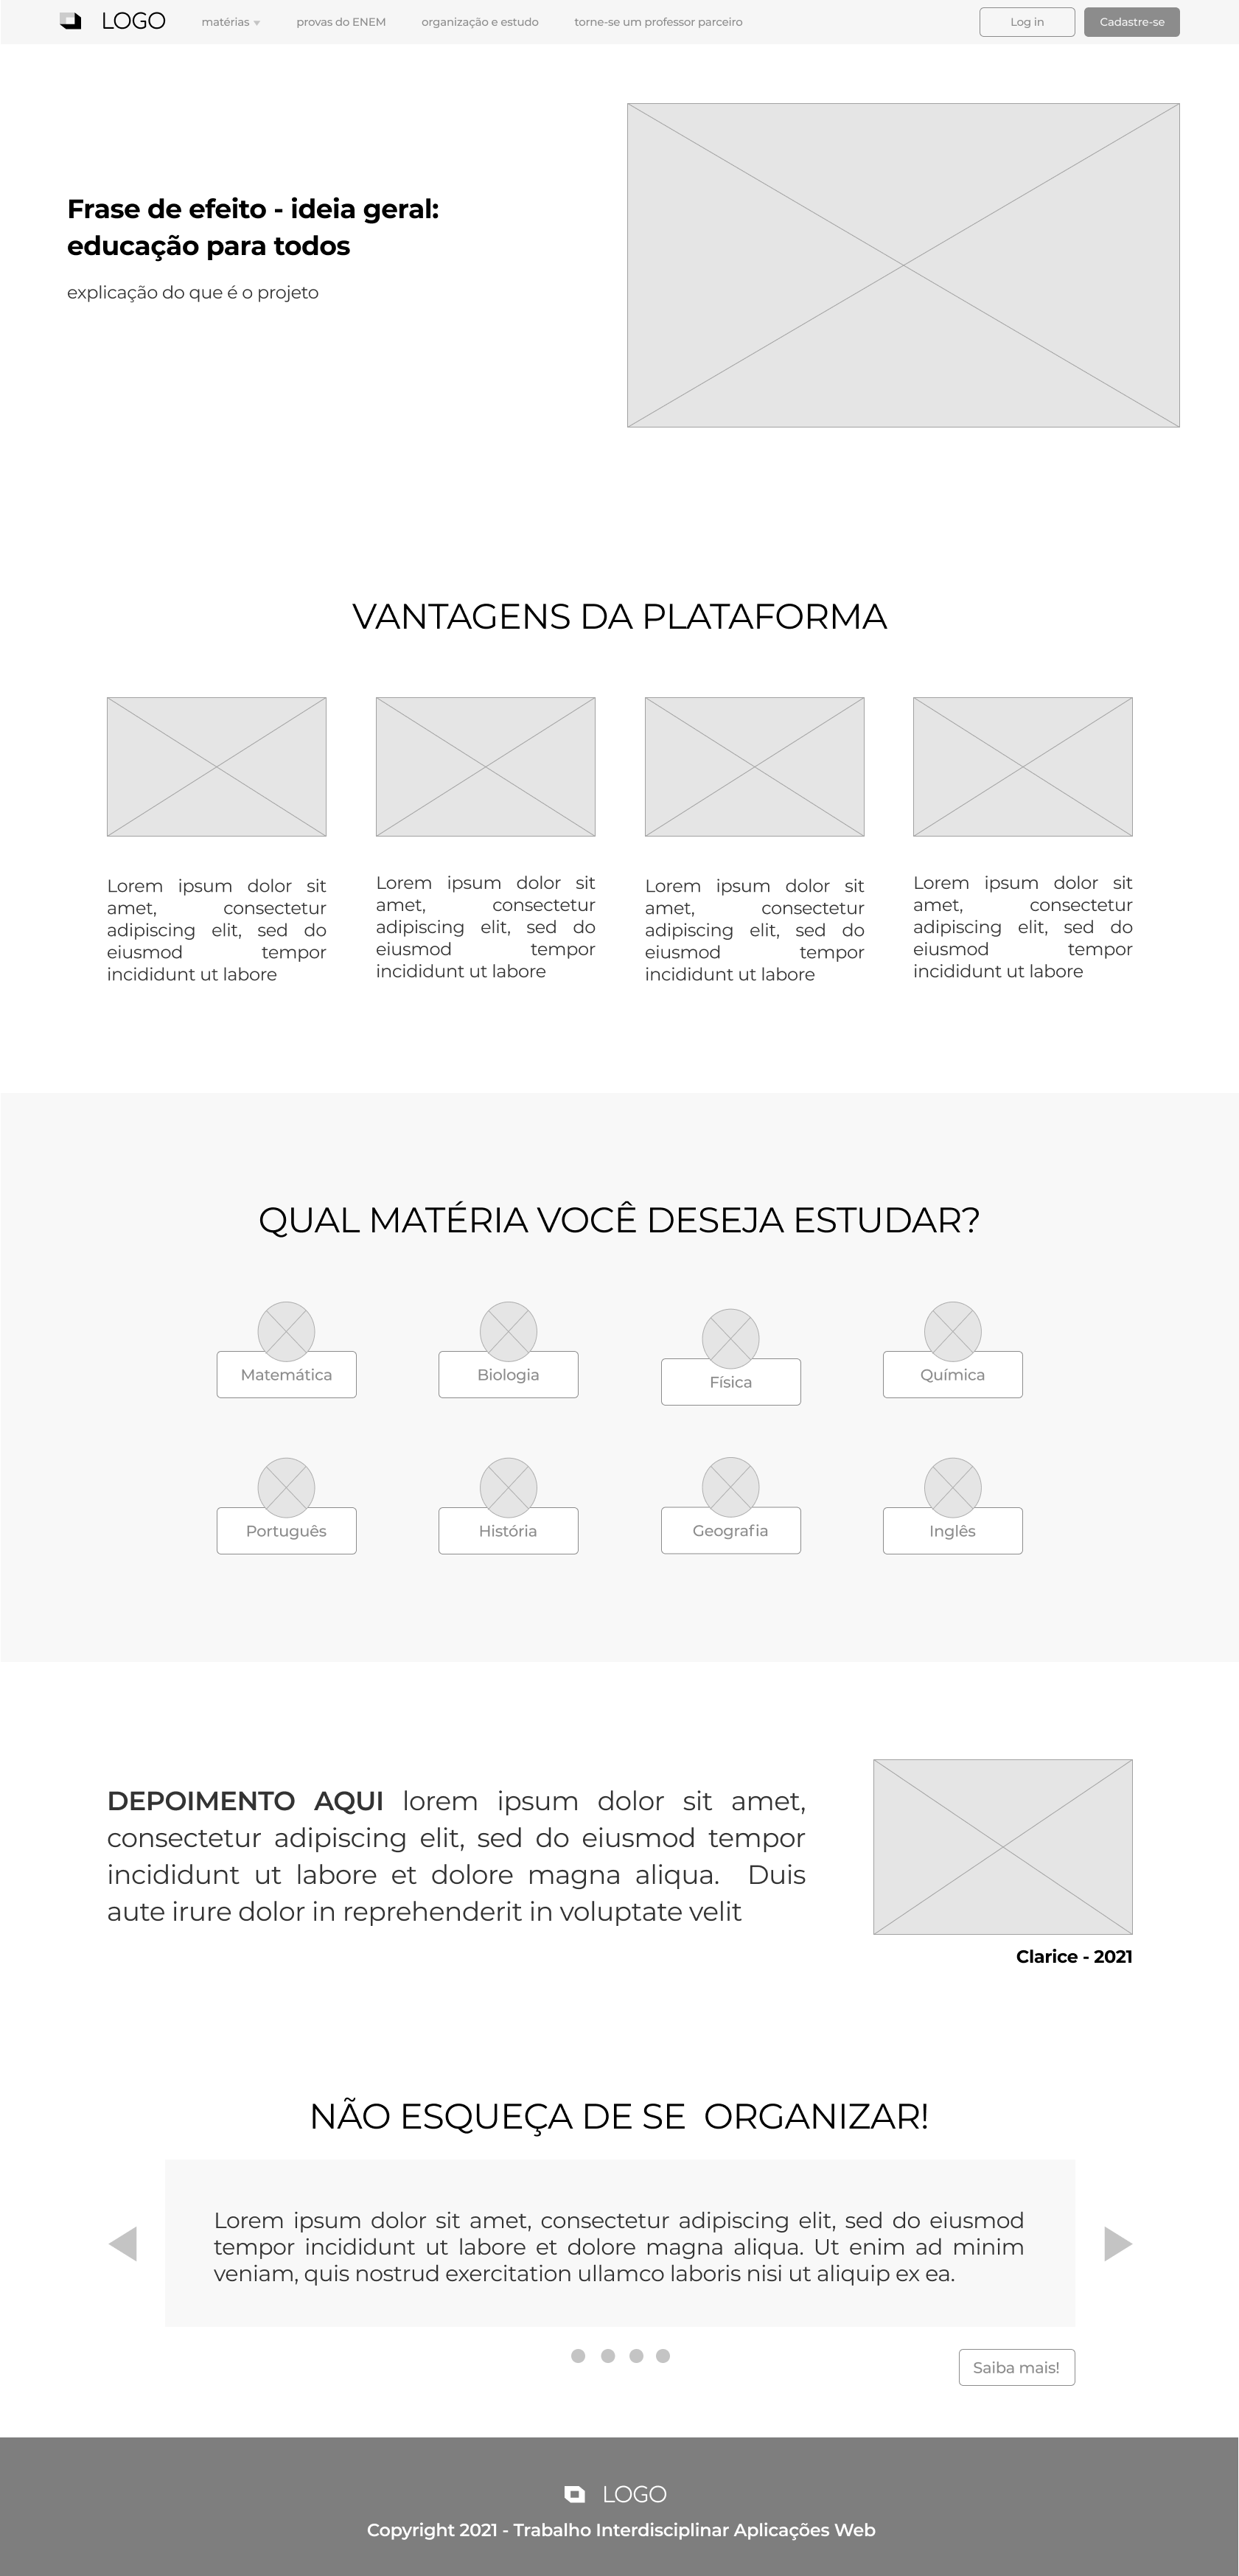 LOGO matérias provas do ENEM organização e estudo torne-se um professor parceiro Log in Cadastre-se
Frase de efeito - ideia geral:
educação para todos
explicação do que é o projeto
VANTAGENS DA PLATAFORMA
Lorem ipsum dolor sit
amet, consectetur
adipiscing elit, sed do
eiusmod tempor
incididunt ut labore
Lorem ipsum dolor sit
amet, consectetur
adipiscing elit, sed do
eiusmod tempor
incididunt ut labore
Lorem ipsum dolor sit
amet, consectetur
adipiscing elit, sed do
eiusmod tempor
incididunt ut labore
Lorem ipsum dolor sit
amet, consectetur
adipiscing elit, sed do
eiusmod tempor
incididunt ut labore
QUAL MATÉRIA VOCÊ DESEJA ESTUDAR?
Matemática
Biologia
Física
Química
Português
História
Geografia
Inglês
DEPOIMENTO AQUI lorem ipsum dolor sit amet,
consectetur adipiscing elit, sed do eiusmod tempor
incididunt ut labore et dolore magna aliqua. Duis
aute irure dolor in reprehenderit in voluptate velit
Clarice - 2021
NÃO ESQUEÇA DE SE ORGANIZAR!
Lorem ipsum dolor sit amet, consectetur adipiscing elit, sed do eiusmod
tempor incididunt ut labore et dolore magna aliqua. Ut enim ad minim
veniam, quis nostrud exercitation ullamco laboris nisi ut aliquip ex ea.
Saiba mais!
LOGO
Copyright 2021 - Trabalho Interdisciplinar Aplicações Web